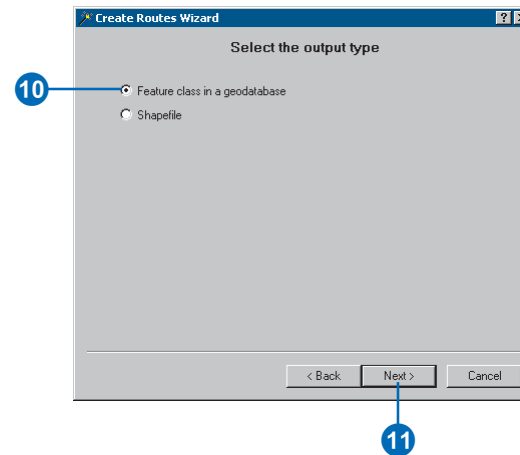 Create Routes Wizard
Select the output type
10
Feature class in a geodatabase
Shapefile
< Back Next > Cancel
11